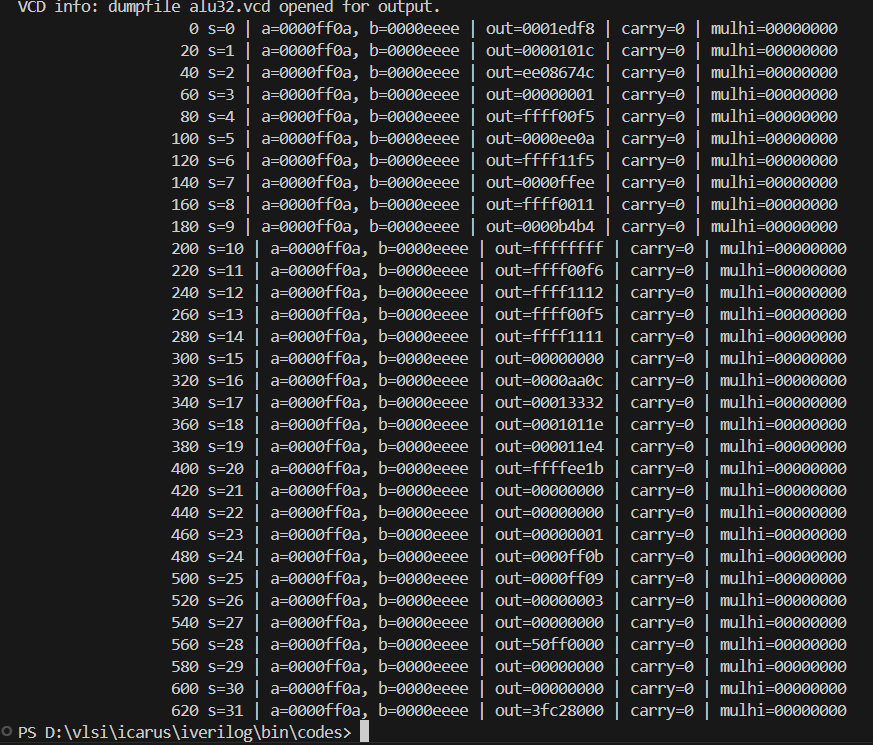 VCD info: dumpfile alu32.vcd opened for output.
0 s=0 | a=0000ff0a, b=0000eeee | out=0001edf8 | carry=0 | mulhi=00000000
20 s=1 | a=0000ff0a, b=0000eeee | out=0000101c | carry=0 | mulhi=00000000
40 s=2 | a=0000ff0a, b=0000eeee | out=ee08674c | carry=0 | mulhi=00000000
60 s=3 | a=0000ff0a, b=0000eeee | out=00000001 | carry=0 | mulhi=00000000
80 s=4 | a=0000ff0a, b=0000eeee | out=ffff00f5 | carry=0 | mulhi=00000000
100 s=5 | a=0000ff0a, b=0000eeee | out=0000ee0a | carry=0 | mulhi=00000000
120 s=6 | a=0000ff0a, b=0000eeee | out=ffff11f5 | carry=0 | mulhi=00000000
140 s=7 | a=0000ff0a, b=0000eeee | out=0000ffee | carry=0 | mulhi=00000000
160 s=8 | a=0000ff0a, b=0000eeee | out=ffff0011 | carry=0 | mulhi=00000000
180 s=9 | a=0000ff0a, b=0000eeee | out=0000b4b4 | carry=0 | mulhi=00000000
200 s=10 | a=0000ff0a, b=0000eeee | out=ffffffff | carry=0 | mulhi=00000000
220 s=11 | a=0000ff0a, b=0000eeee | out=ffff00f6 | carry=0 | mulhi=00000000
240 s=12 | a=0000ff0a, b=0000eeee | out=ffff1112 | carry=0 | mulhi=00000000
260 s=13 | a=0000ff0a, b=0000eeee | out=ffff00f5 | carry=0 | mulhi=00000000
280 s=14 | a=0000ff0a, b=0000eeee | out=ffff1111 | carry=0 | mulhi=00000000
300 s=15 | a=0000ff0a, b=0000eeee | out=00000000 | carry=0 | mulhi=00000000
320 s=16 | a=0000ff0a, b=0000eeee | out=0000aa0c | carry=0 | mulhi=00000000
340 s=17 | a=0000ff0a, b=0000eeee | out=00013332 | carry=0 | mulhi=00000000
360 s=18 | a=0000ff0a, b=0000eeee | out=0001011e | carry=0 | mulhi=00000000
380 s=19 | a=0000ff0a, b=0000eeee | out=000011e4 | carry=0 | mulhi=00000000
400 s=20 | a=0000ff0a, b=0000eeee | out=ffffee1b | carry=0 | mulhi=00000000
420 s=21 | a=0000ff0a, b=0000eeee | out=00000000 | carry=0 | mulhi=00000000
440 s=22 | a=0000ff0a, b=0000eeee | out=00000000 | carry=0 | mulhi=00000000
460 s=23 | a=0000ff0a, b=0000eeee | out=00000001 | carry=0 | mulhi=00000000
480 s=24 | a=0000ff0a, b=0000eeee | out=0000ff0b | carry=0 | mulhi=00000000
500 s=25 | a=0000ff0a, b=0000eeee | out=0000ff09 | carry=0 | mulhi=00000000
520 s=26 | a=0000ff0a, b=0000eeee | out=00000003 | carry=0 | mulhi=00000000
540 s=27 | a=0000ff0a, b=0000eeee | out=00000000 | carry=0 | mulhi=00000000
560 s=28 | a=0000ff0a, b=0000eeee | out=50ff0000 | carry=0 | mulhi=00000000
580 s=29 | a=0000ff0a, b=0000eeee | out=00000000 | carry=0 | mulhi=00000000
600 s=30 | a=0000ff0a, b=0000eeee | out=00000000 | carry=0 | mulhi=00000000
620 s=31 | a=0000ff0a, b=0000eeee | out=3fc28000 | carry=0 | mulhi=00000000
PS D:\vlsi\icarus\iverilog\bin\codes>